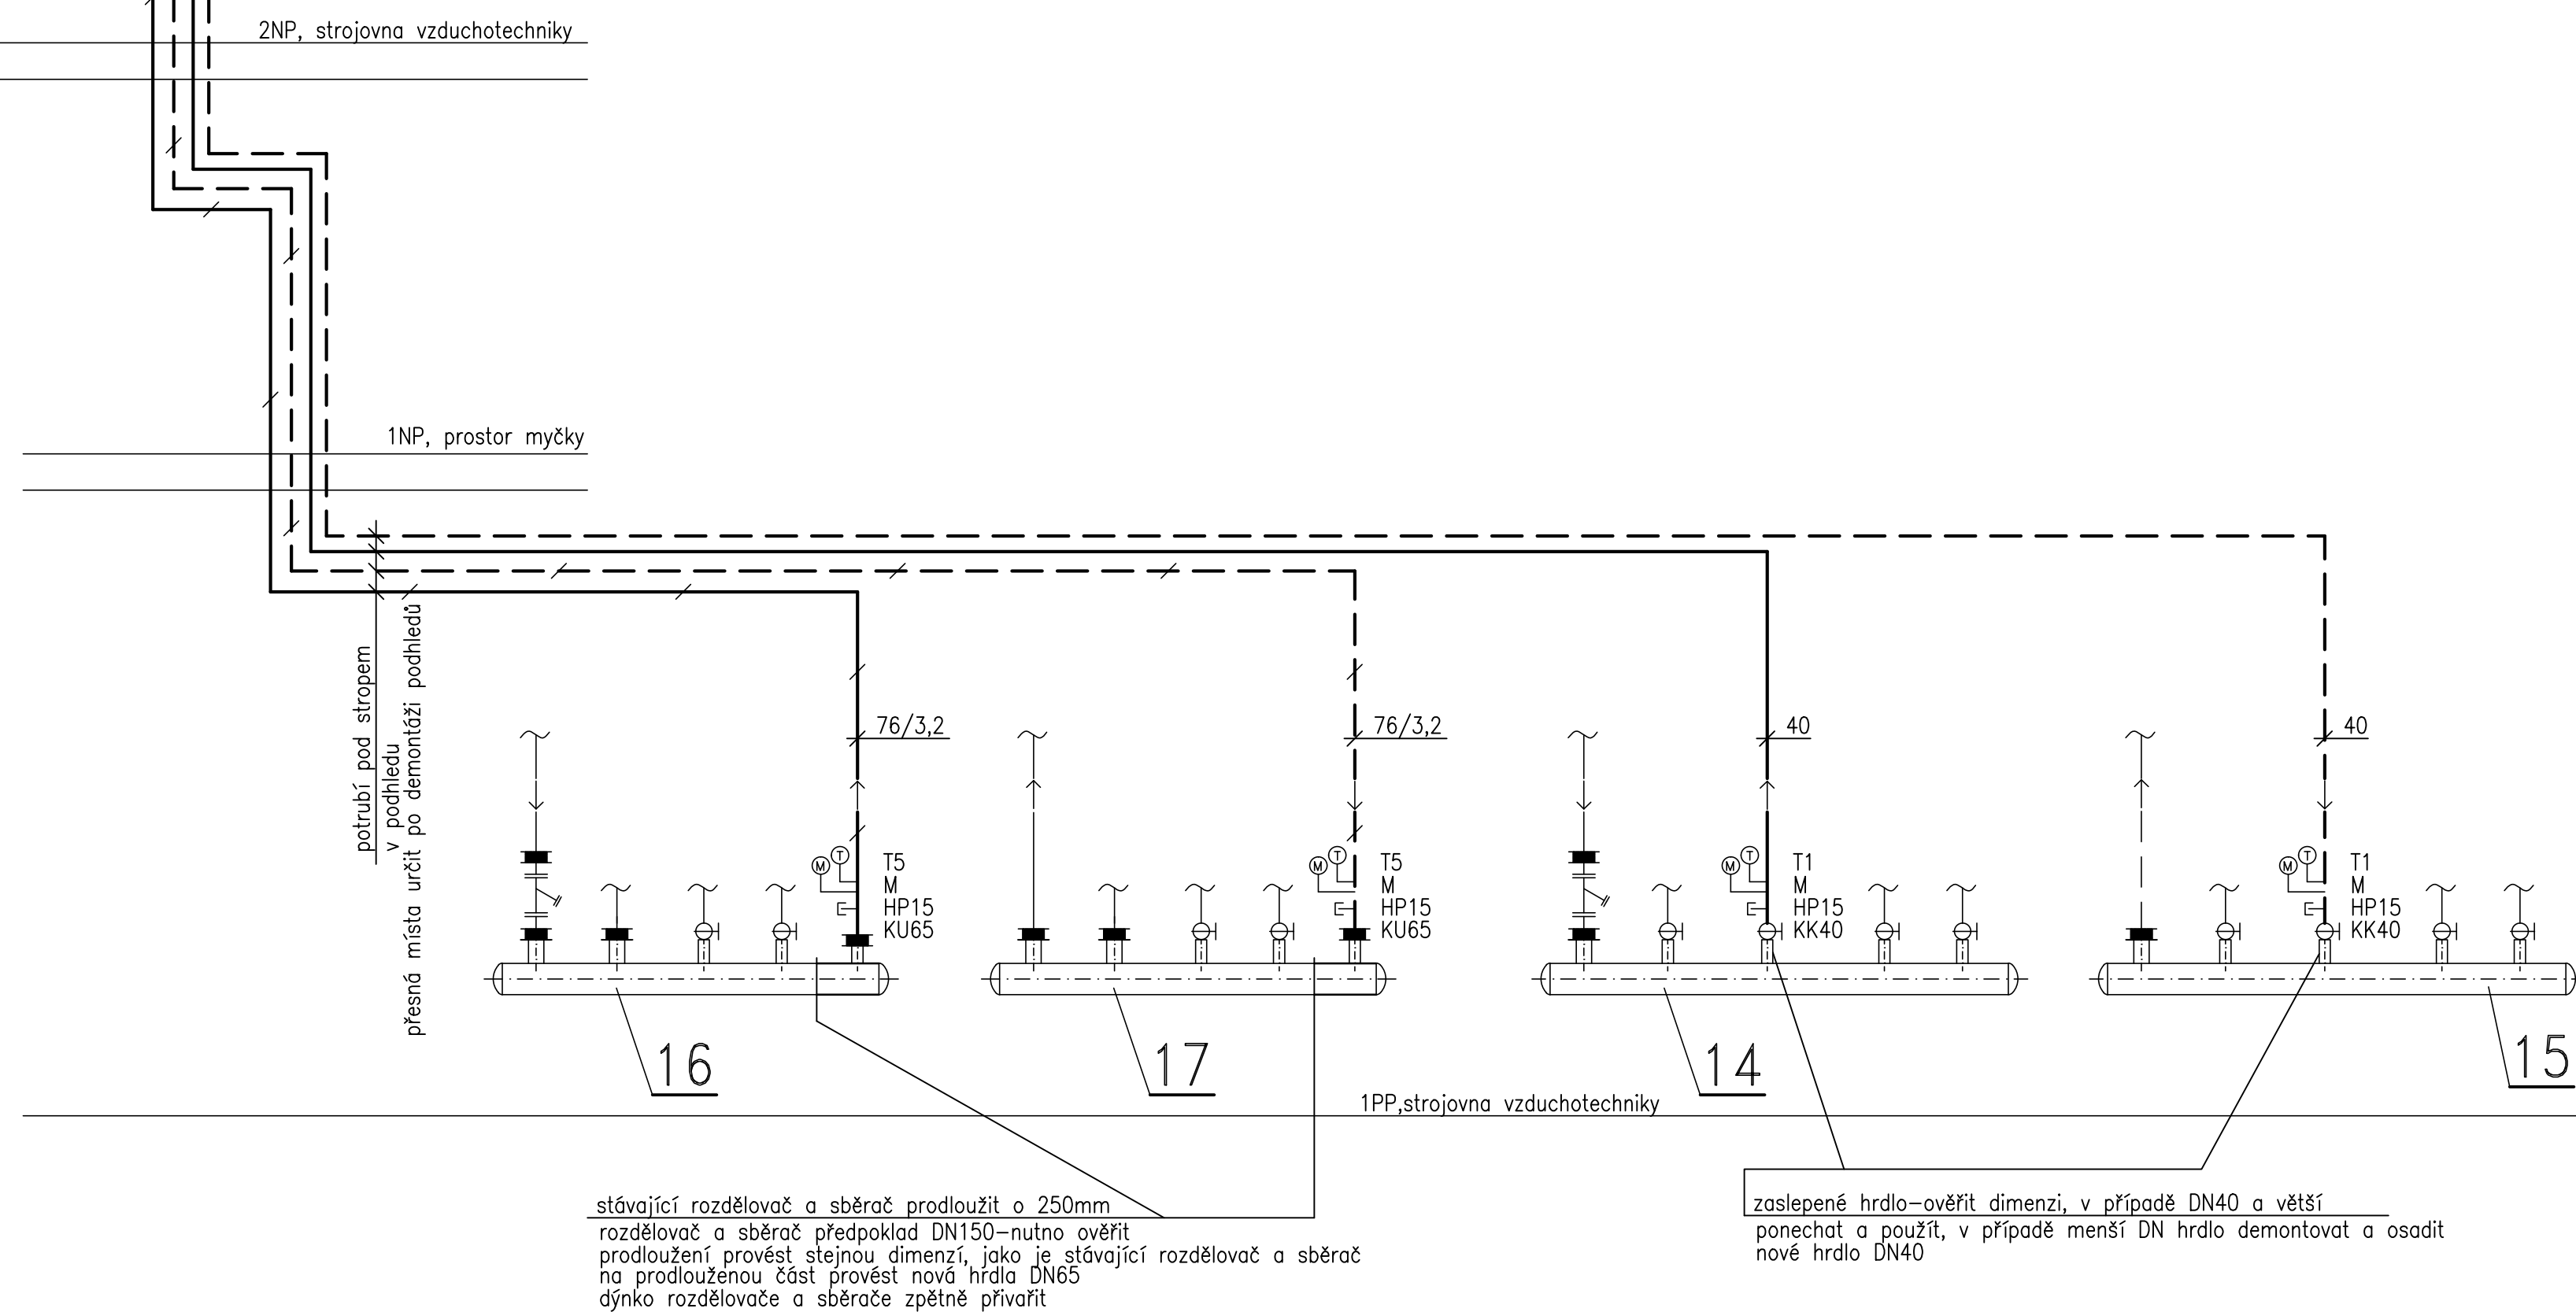 2NP, strojovna vzduchotechniky
1NP, prostor myčky
potrubí pod stropem
v podhledu
přesná místa určit po demontáži podhledů
76/3,2
76/3,2
40
40
M
T
T5
M
HP15
KU65
M
T
T5
M
HP15
KU65
M
T
T1
M
HP15
KK40
M
T
T1
M
HP15
KK40
16
17
14
15
1PP,strojovna vzduchotechniky
stávající rozdělovač a sběrač prodloužit o 250mm
rozdělovač a sběrač předpoklad DN150-nutno ověřit
prodloužení provést stejnou dimenzí, jako je stávající rozdělovač a sběrač
na prodlouženou část provést nová hrdla DN65
dýnko rozdělovače a sběrače zpětně přivařit
zaslepené hrdlo-ověřit dimenzi, v případě DN40 a větší
ponechat a použít, v případě menší DN hrdlo demontovat a osadit
nové hrdlo DN40